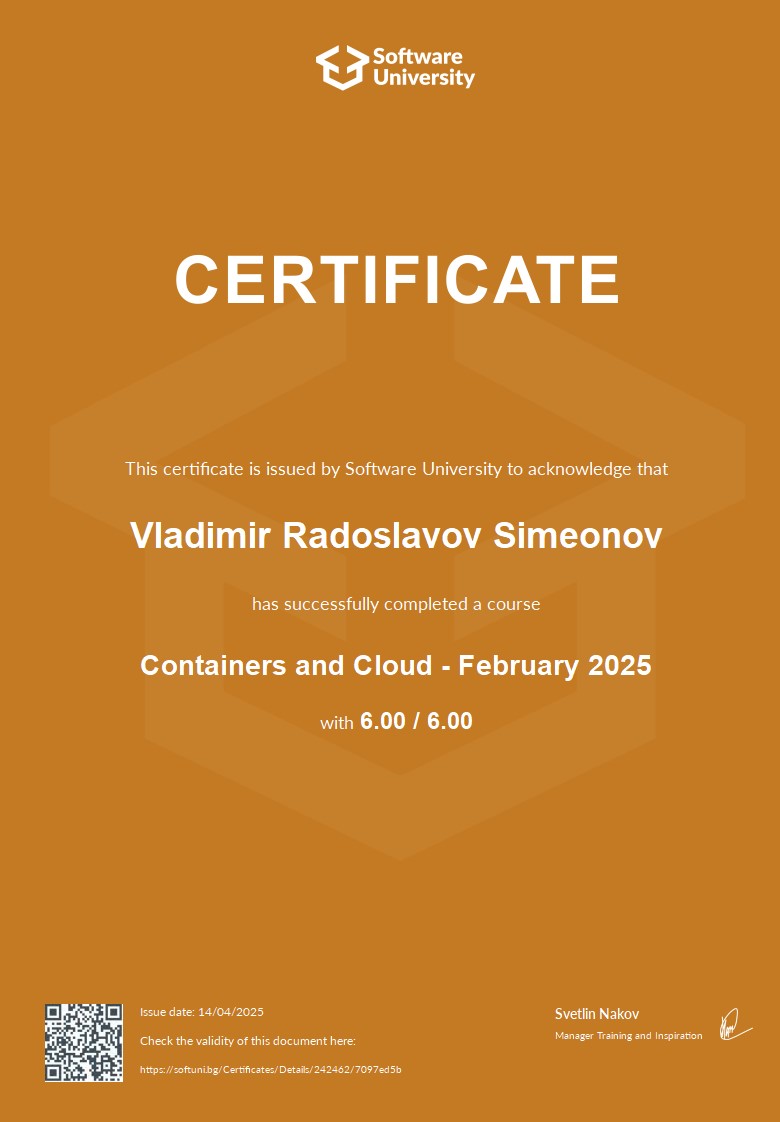 Software
University
CERTIFICATE
This certificate is issued by Software University to acknowledge that
Vladimir Radoslavov Simeonov
has successfully completed a course
Containers and Cloud - February 2025
with 6.00 / 6.00
Issue date: 14/04/2025
Check the validity of this document here:
https://softuni.bg/Certificates/Details/242462/7097ed5b
Svetlin Nakov
Manager Training and Inspiration